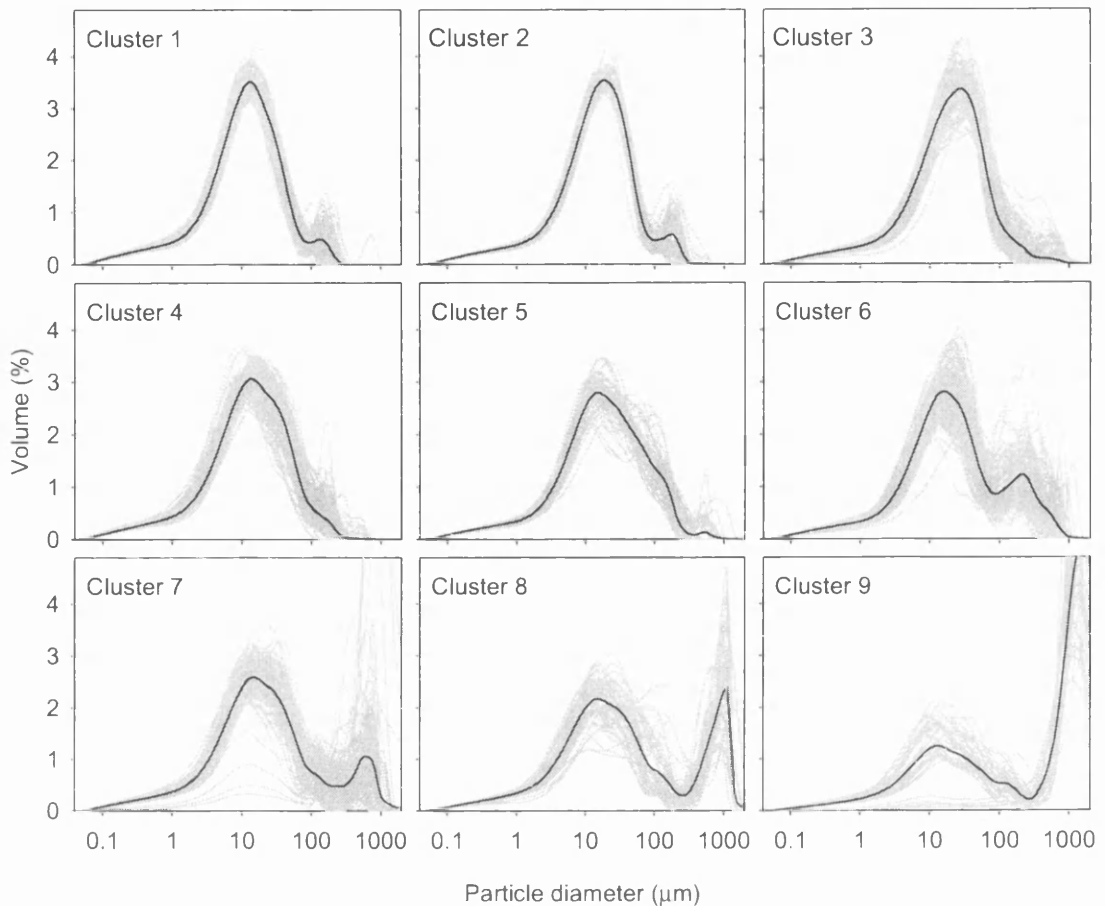 Cluster 1
Cluster 2
Cluster 3
4
3
2
1
0
Cluster 4
Cluster 5
Cluster 6
4
3
2
1
0
Volume (%)
Cluster 7
Cluster 8
Cluster 9
4
3
2
1
0
0.1 1 10 100 1000 0.1 1 10 100 1000 0.1 1 10 100 1000
Particle diameter (μm)